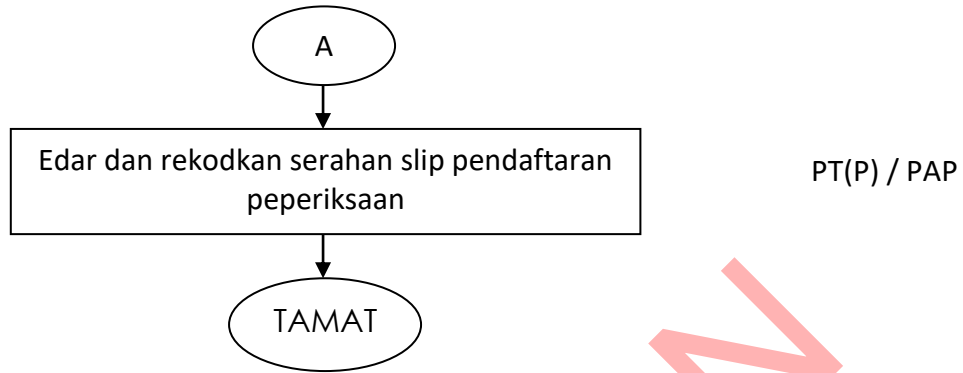 A
Edar dan rekodkan serahan slip pendaftaran
peperiksaan
PT(P) / PAP
TAMAT